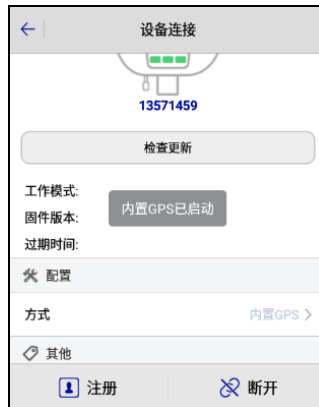 设备连接
13571459
检查更新
工作模式:
内置GPS已启动
固件版本:
过期时间:
配置
方式 内置GPS
其他
注册 断开